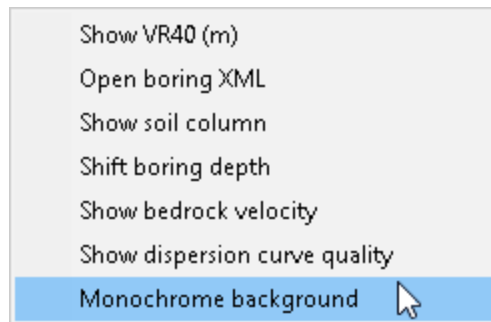 Show VR40 (m)
Open boring XML
Show soil column
Shift boring depth
Show bedrock velocity
Show dispersion curve quality
Monochrome background